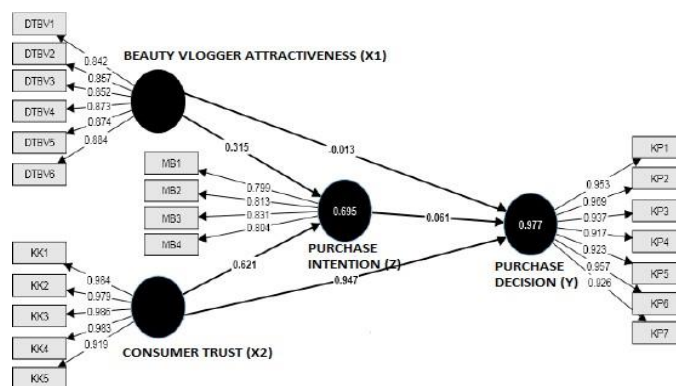 DTBV1
DTBV2
DTBV3
DTBV4
DTBV5
DTBV6
0.842
0.857
0.852
0.873
0.874
0.884
BEAUTY VLOGGER ATTRACTIVENESS (X1)
0.315
-0.013
MB1
MB2
MB3
MB4
0.799
0.813
0.831
0.804
0.695
PURCHASE
INTENTION (Z)
0.061
0.621
0.947
KK1
KK2
KK3
KK4
KK5
0.984
0.979
0.986
0.983
0.919
CONSUMER TRUST (X2)
0.977
PURCHASE
DECISION (Y)
0.953
0.937
0.917
0.923
0.957
0.926
KP1
KP2
KP3
KP4
KP5
KP6
KP7